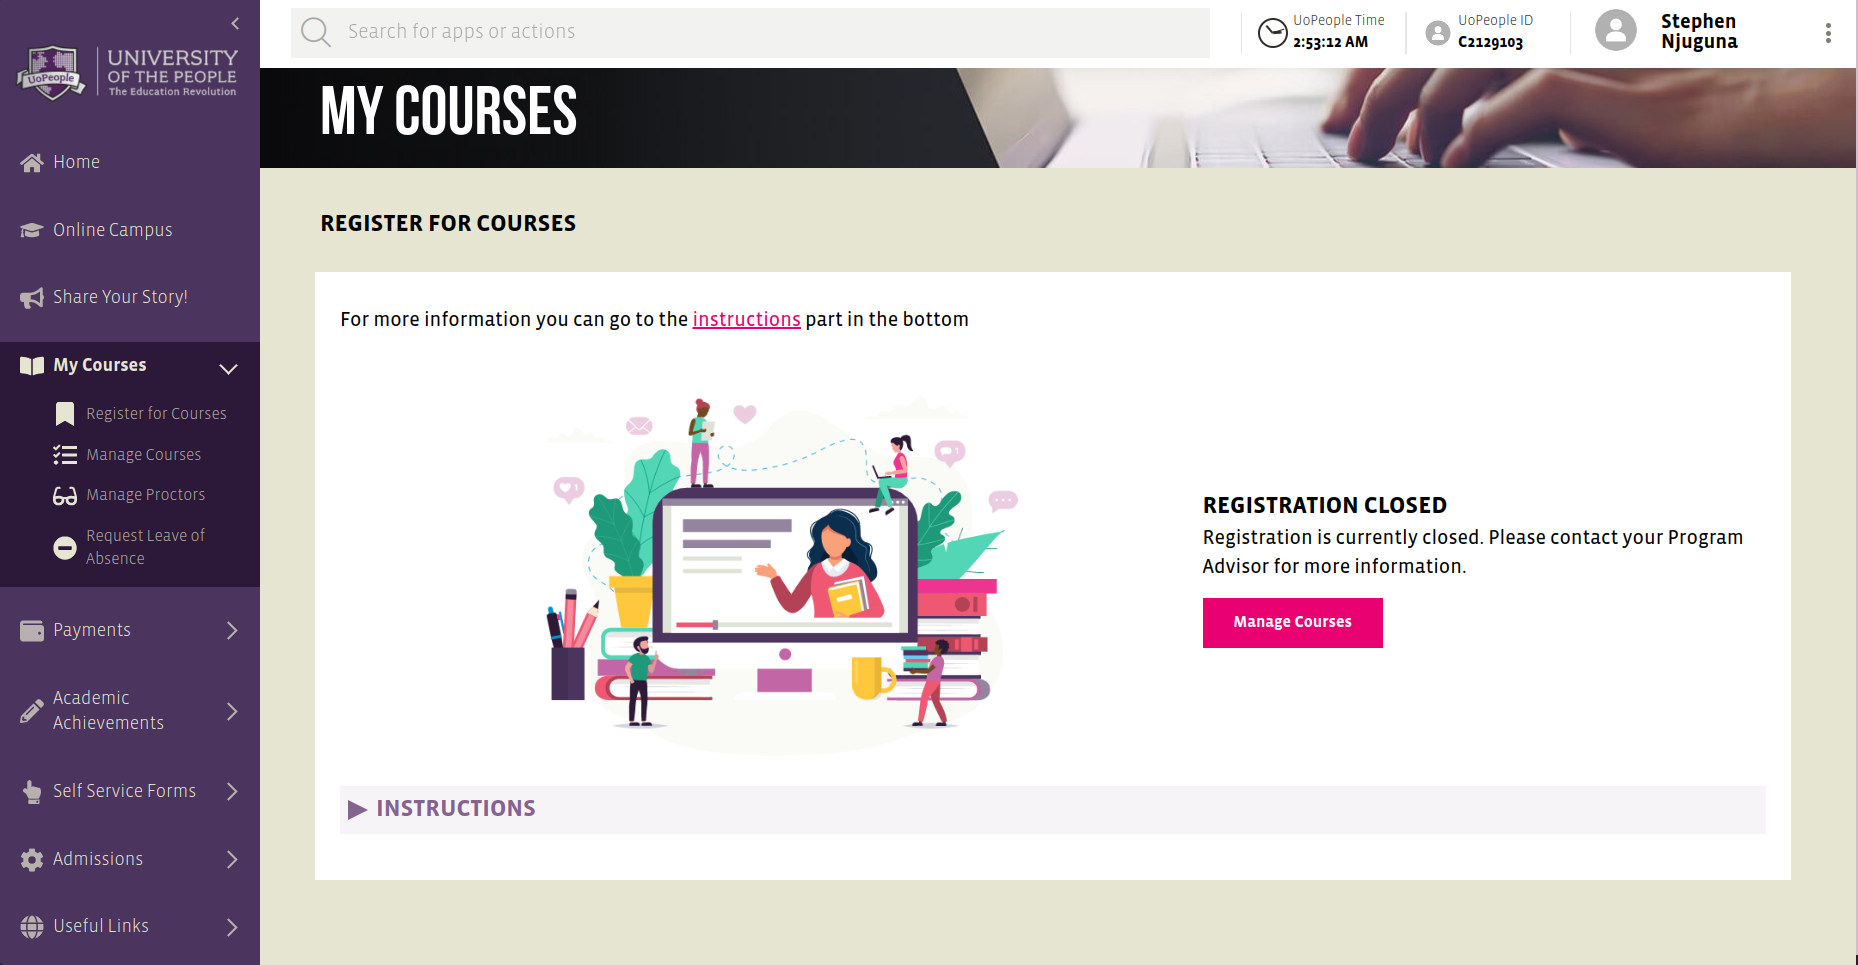 UoPeople
UNIVERSITY
OF THE PEOPLE
The Education Revolution
Home
Online Campus
Share Your Story!
My Courses
Register for Courses
Manage Courses
Manage Proctors
Request Leave of
Absence
Payments
Academic
Achievements
Self Service Forms
Admissions
Useful Links
Search for apps or actions
UoPeople Time
2:53:12 AM
UoPeople ID
C2129103
Stephen
Njuguna
MY COURSES
REGISTER FOR COURSES
For more information you can go to the instructions part in the bottom
1
1
REGISTRATION CLOSED
Registration is currently closed. Please contact your Program
Advisor for more information.
Manage Courses
INSTRUCTIONS